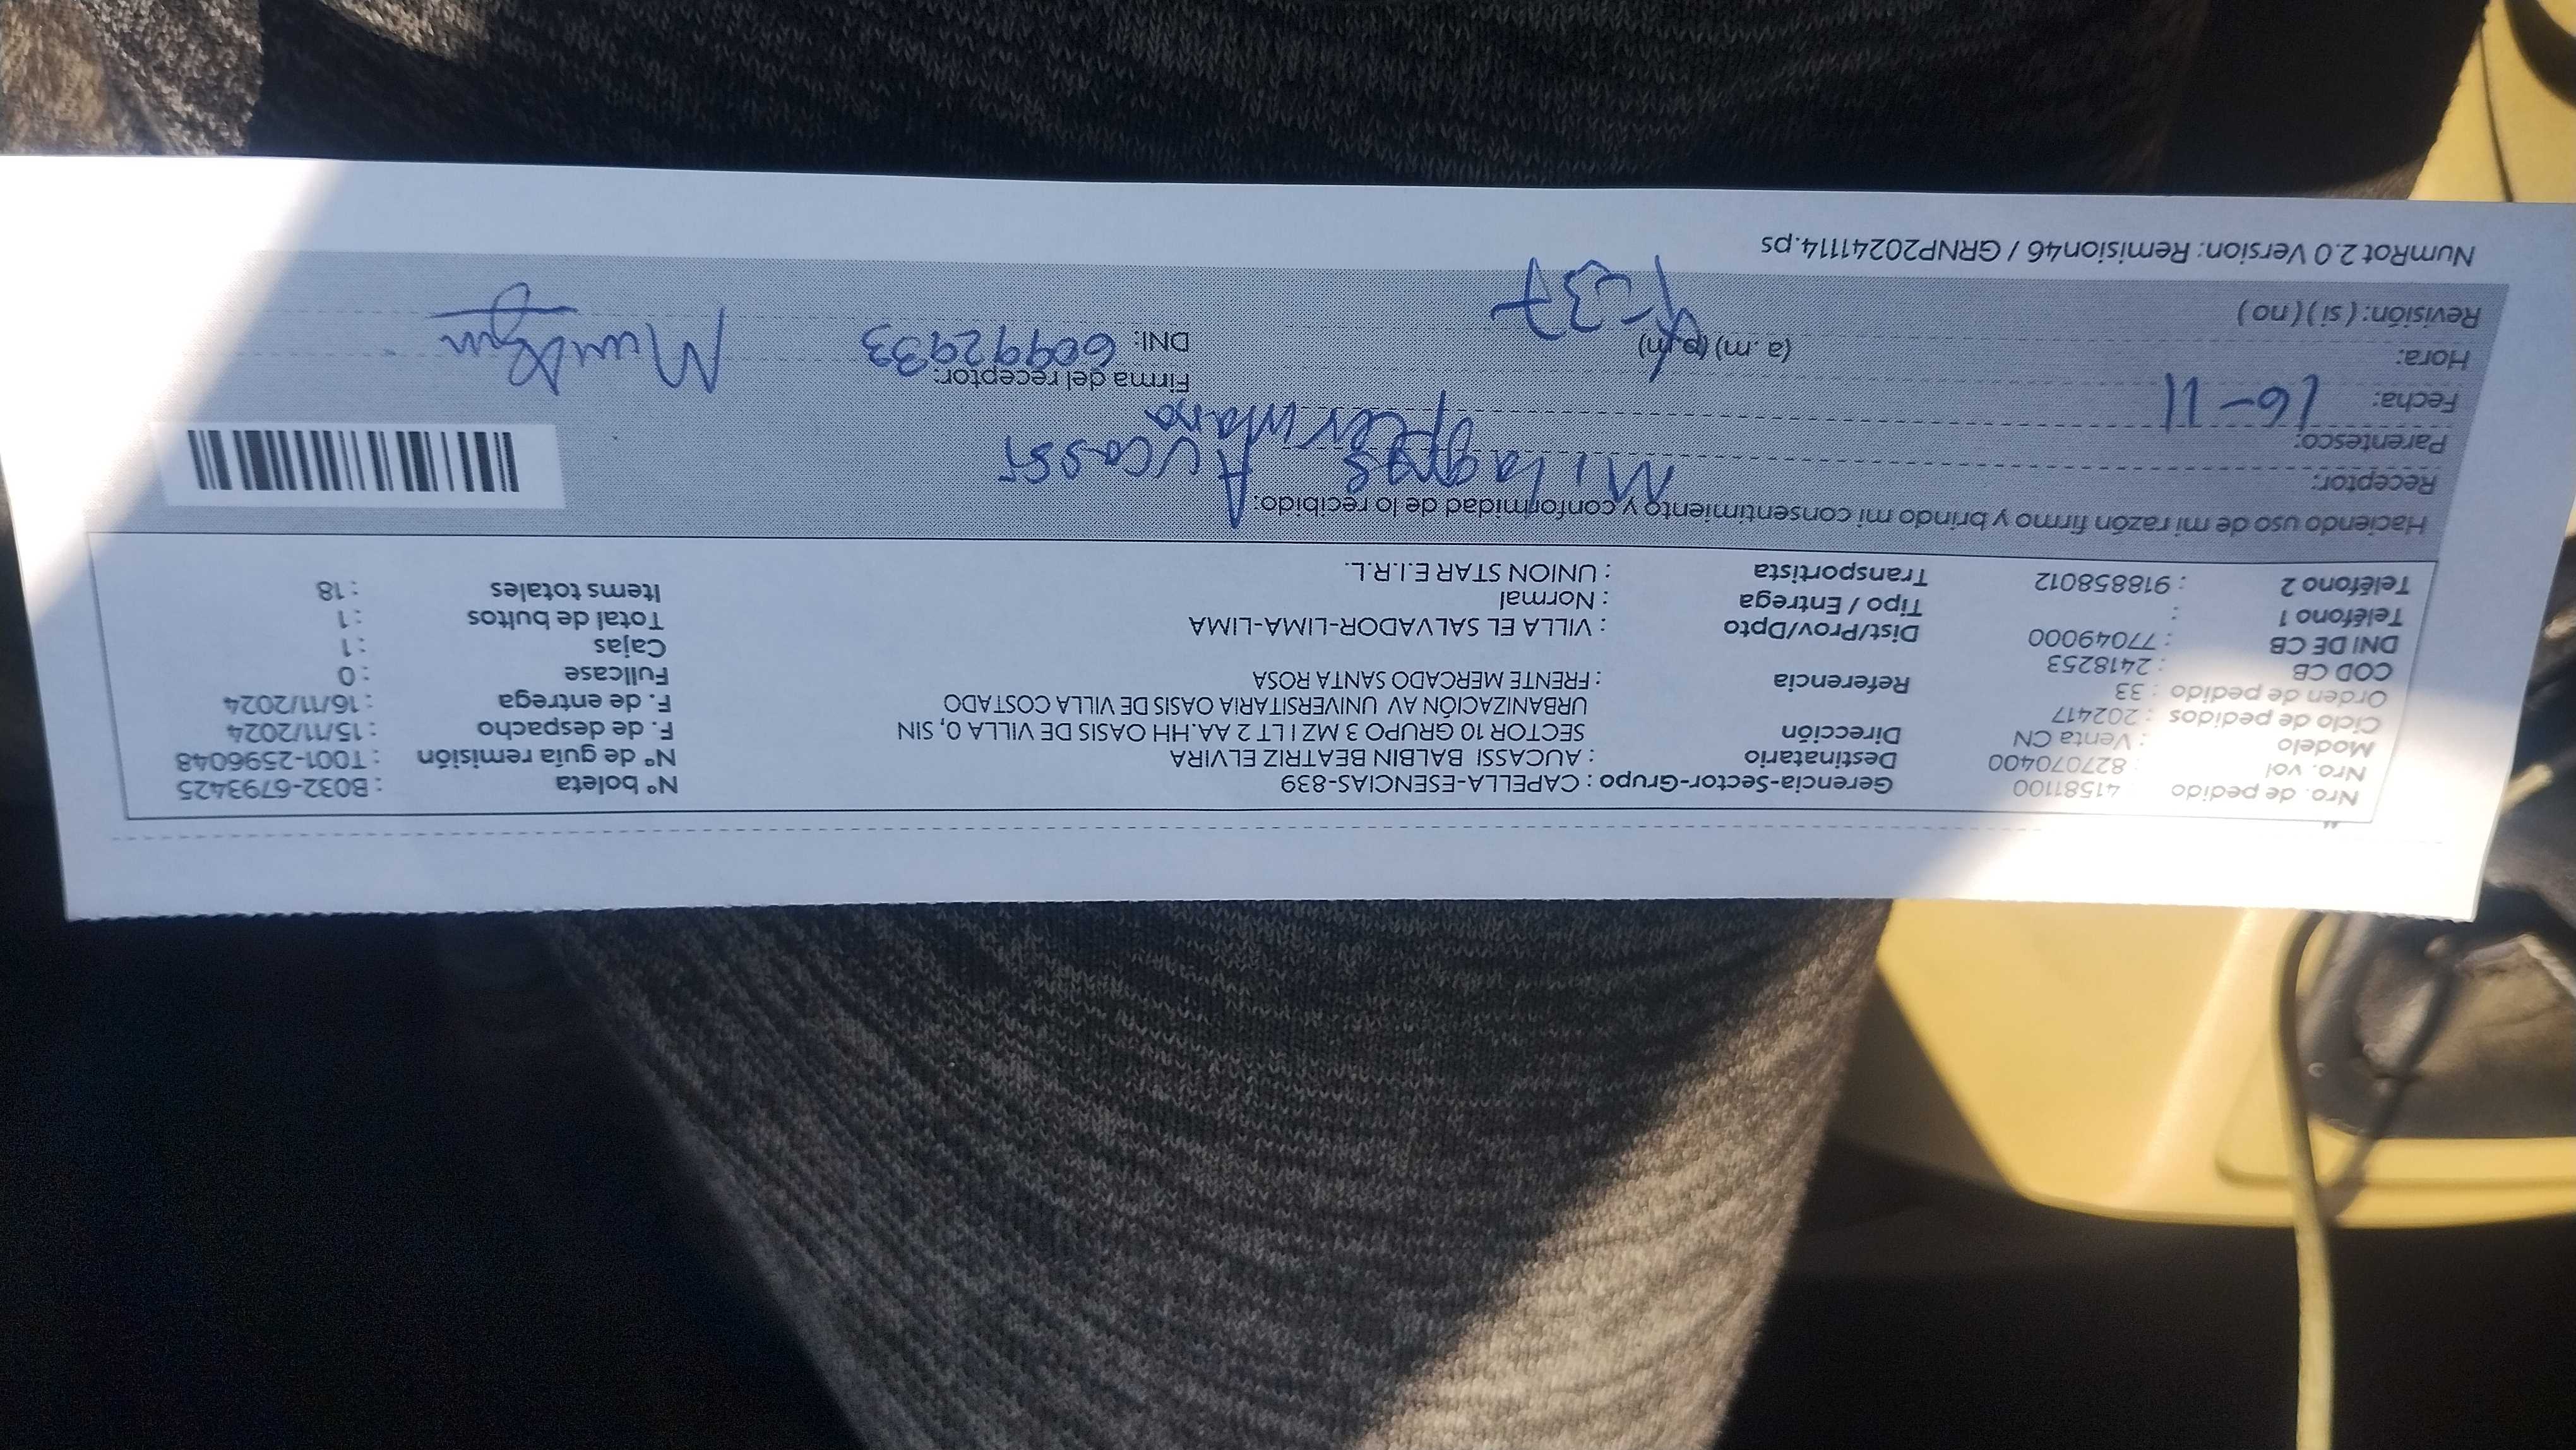 Nro. de pedido 41581100 Gerencia-Sector-Grupo : CAPELLA-ESENCIAS-839 N° boleta : B032-6793425
Nro. vol : 82707040 Destinatario : AUCASSI BALBIN BEATRIZ ELVIRA N° de guía remisión : T001-2596048
Modelo : Venta CN Dirección SECTOR 10 GRUPO 3 MZ I LT 2 AA.HH OASIS DE VILLA 0, SIN F. de despacho : 15/11/2024
Ciclo de pedidos : 202417 URBANIZACIÓN AV UNIVERSITARIA OASIS DE VILLA COSTADO F. de entrega : 16/11/2024
Orden de pedido : 33 Referencia : FRENTE MERCADO SANTA ROSA Fullcase : 0
COD CB : 2418253 Cajas : 1
DNI DE CB : 77049000 Dist/Prov/Dpto : VILLA EL SALVADOR-LIMA-LIMA Total de bultos : 1
Teléfono 1 : Tipo / Entrega : Normal Items totales : 18
Teléfono 2 : 918858012 Transportista : UNION STAR E.I.R.L.
Haciendo uso de mi razón firmo y brindo mi consentimiento y conformidad de lo recibido:
Receptor: Milagros Aucassi
Parentesco:
Fecha: 16-11 Firma del receptor:
Hora: (a.m) (p.m) DNI: 60992933
Revisión: (si) (no)
NumRot 2.0 Version: Remision46 / GRNP20241114.ps